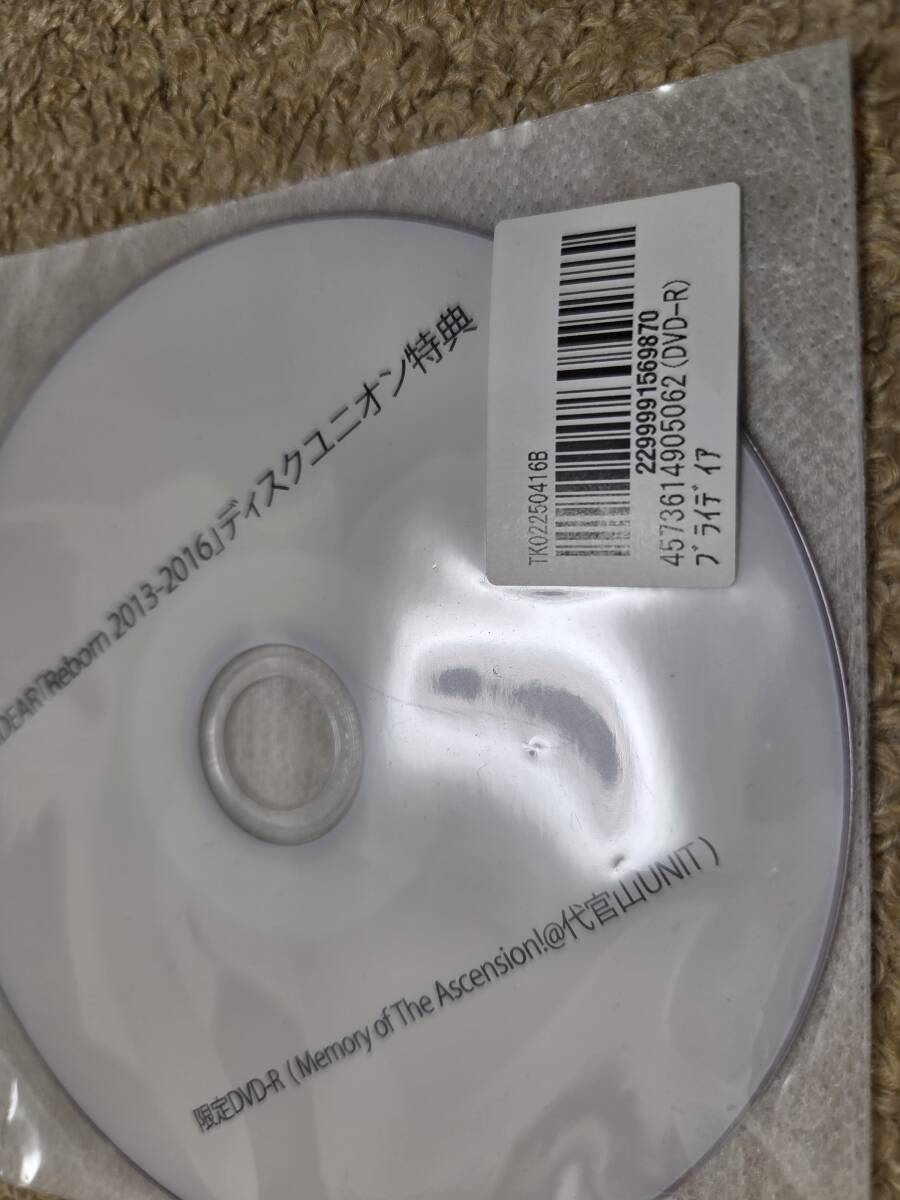 DEAR「Reborn 2013-2016」ディスクユニオン特典
限定DVD-R ( Memory of The Ascension!@代官山UNIT )
TK02250416B
2299991569870
4573614905062(DVD-R)
ﾌﾞﾗｲﾃﾞｨｱ